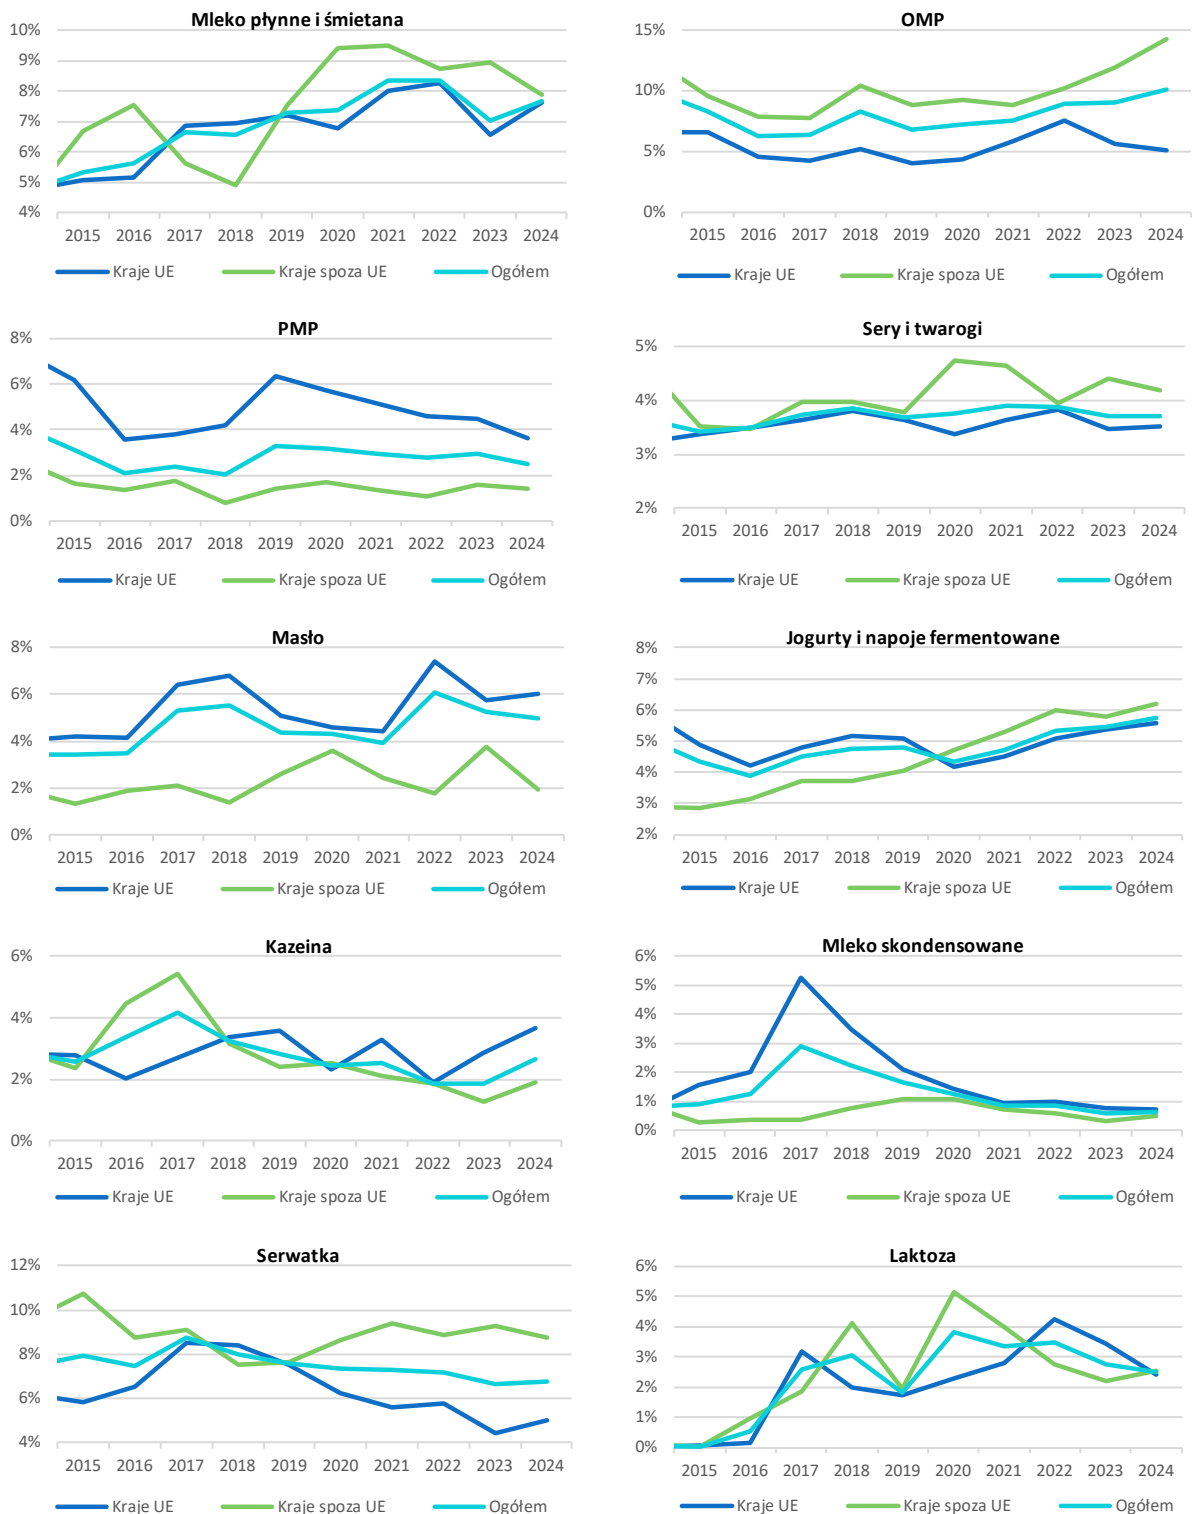 Mleko płynne i śmietana
10%
9%
8%
7%
6%
5%
4%
2015 2016 2017 2018 2019 2020 2021 2022 2023 2024
Kraje UE Kraje spoza UE Ogółem
OMP
15%
10%
5%
0%
2015 2016 2017 2018 2019 2020 2021 2022 2023 2024
Kraje UE Kraje spoza UE Ogółem
PMP
8%
6%
4%
2%
0%
2015 2016 2017 2018 2019 2020 2021 2022 2023 2024
Kraje UE Kraje spoza UE Ogółem
Sery i twarogi
5%
4%
3%
2%
2015 2016 2017 2018 2019 2020 2021 2022 2023 2024
Kraje UE Kraje spoza UE Ogółem
Masło
8%
6%
4%
2%
0%
2015 2016 2017 2018 2019 2020 2021 2022 2023 2024
Kraje UE Kraje spoza UE Ogółem
Jogurty i napoje fermentowane
8%
7%
6%
5%
4%
3%
2%
2015 2016 2017 2018 2019 2020 2021 2022 2023 2024
Kraje UE Kraje spoza UE Ogółem
Kazeina
6%
4%
2%
0%
2015 2016 2017 2018 2019 2020 2021 2022 2023 2024
Kraje UE Kraje spoza UE Ogółem
Mleko skondensowane
6%
5%
4%
3%
2%
1%
0%
2015 2016 2017 2018 2019 2020 2021 2022 2023 2024
Kraje UE Kraje spoza UE Ogółem
Serwatka
12%
10%
8%
6%
4%
2015 2016 2017 2018 2019 2020 2021 2022 2023 2024
Kraje UE Kraje spoza UE Ogółem
Laktoza
6%
5%
4%
3%
2%
1%
0%
2015 2016 2017 2018 2019 2020 2021 2022 2023 2024
Kraje UE Kraje spoza UE Ogółem